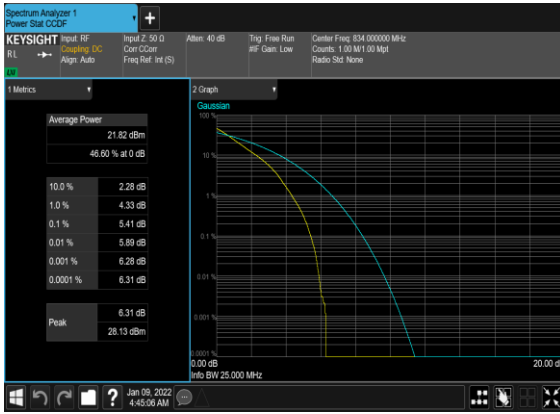 Spectrum Analyzer 1
Power Stat CCDF
KEYSIGHT
RL
Input: RF
Coupling: DC
Align: Auto
Input Z: 50 Ω
Corr CCorr
Freq Ref: Int (S)
Atten: 40 dB
Trig: Free Run
#IF Gain: Low
Center Freq: 834.000000 MHz
Counts: 1.00 M/1.00 Mpt
Radio Std: None
1 Metrics
Average Power
21.82 dBm
46.60 % at 0 dB
10.0 % 2.28 dB
1.0 % 4.33 dB
0.1 % 5.41 dB
0.01 % 5.89 dB
0.001 % 6.28 dB
0.0001 % 6.31 dB
Peak
6.31 dB
28.13 dBm
2 Graph
Gaussian
100 %
10 %
1 %
0.1 %
0.01 %
0.001 %
0.0001 %
0.00 dB
20.00 d
Info BW 25.000 MHz
Jan 09, 2022
4:45:06 AM